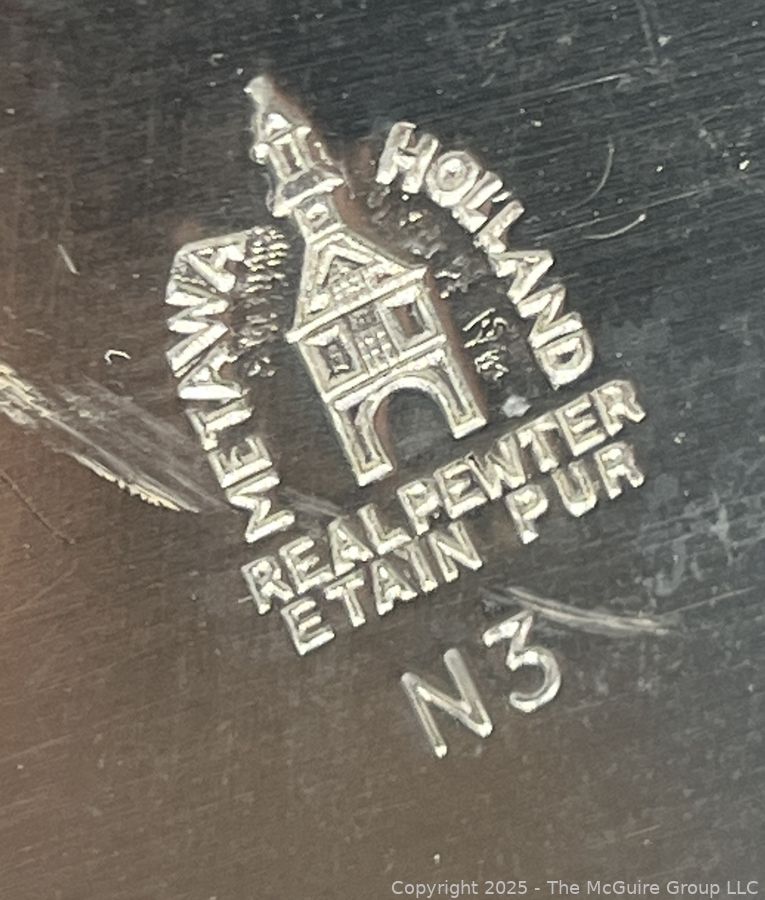 METAWA HOLLAND
REAL PEWTER
ETAIN PUR
N3
Copyright 2025 - The McGuire Group LLC